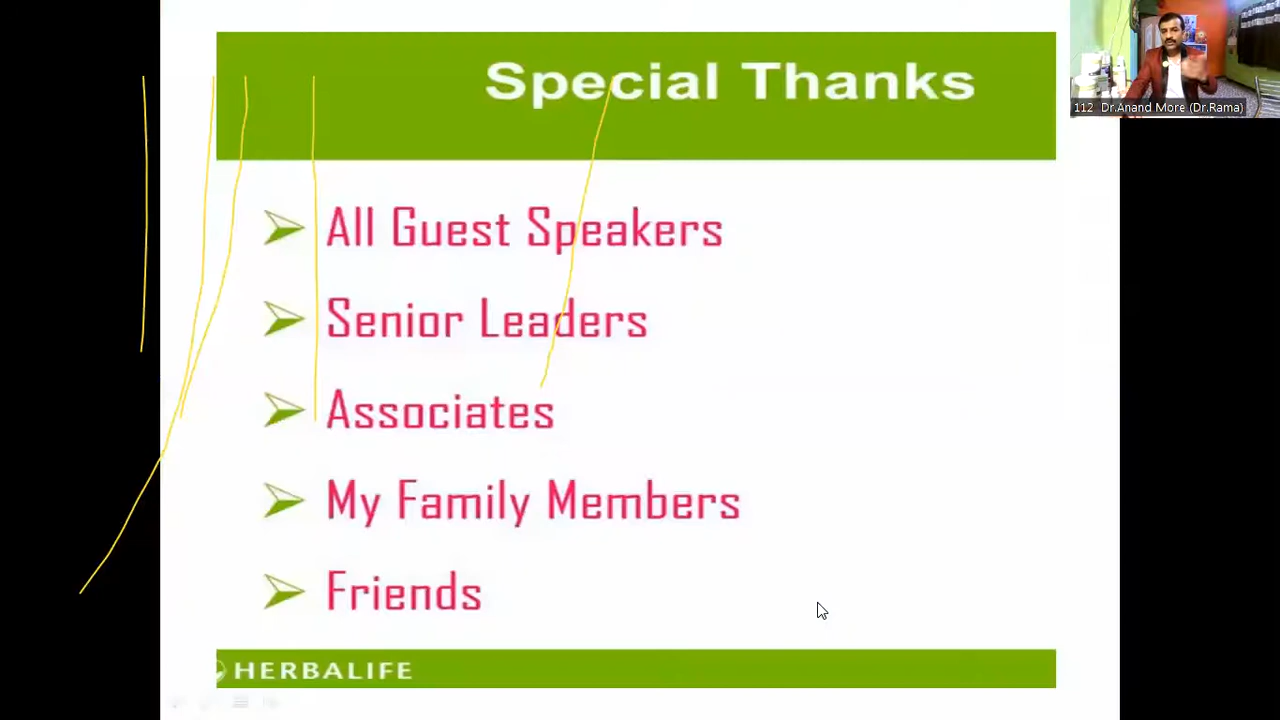 Special Thanks
112 Dr.Anand More (Dr.Rama)
All Guest Speakers
Senior Leaders
Associates
My Family Members
Friends
HERBALIFE